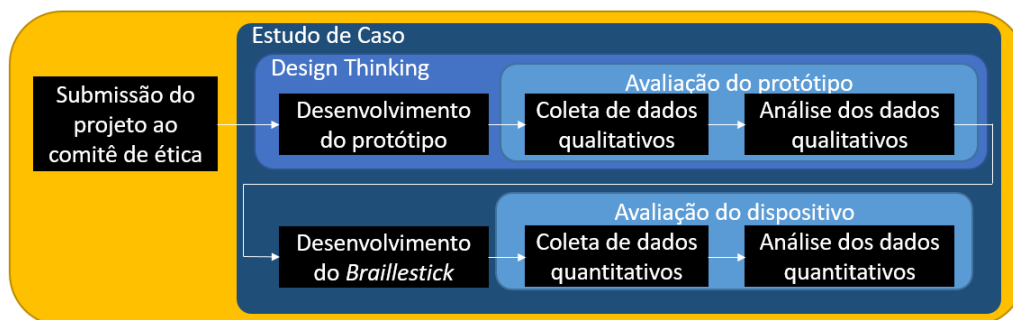 Estudo de Caso
Design Thinking
Avaliação do protótipo
Submissão do
projeto ao
comitê de ética
Desenvolvimento
do protótipo
Coleta de dados
qualitativos
Análise dos dados
qualitativos
Avaliação do dispositivo
Desenvolvimento
do Braillestick
Coleta de dados
quantitativos
Análise dos dados
quantitativos